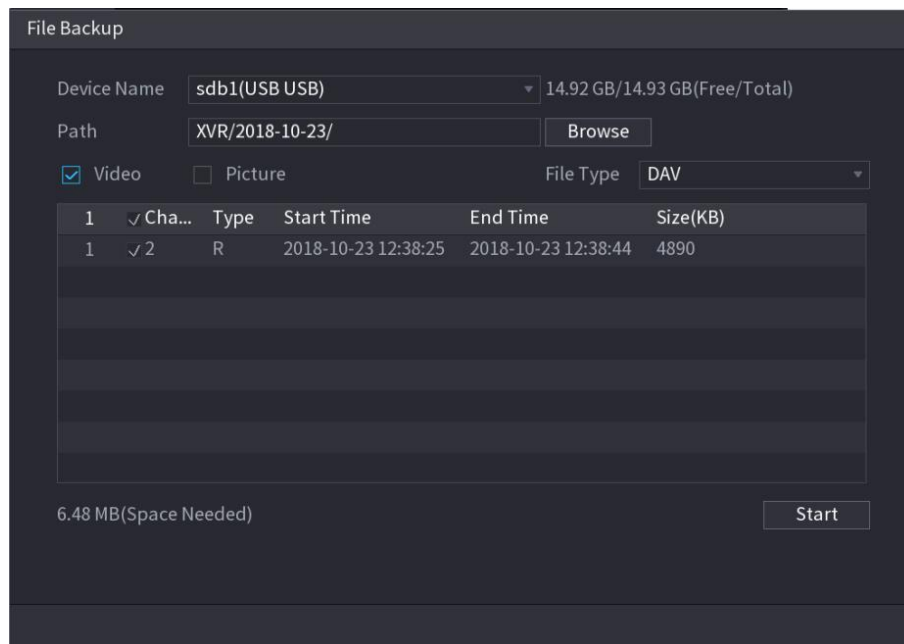 File Backup
Device Name sdb1(USB USB) 14.92 GB/14.93 GB(Free/Total)
Path XVR/2018-10-23/ Browse
Video Picture File Type DAV
1 Cha... Type Start Time End Time Size(KB)
1 2 R 2018-10-23 12:38:25 2018-10-23 12:38:44 4890
6.48 MB(Space Needed) Start